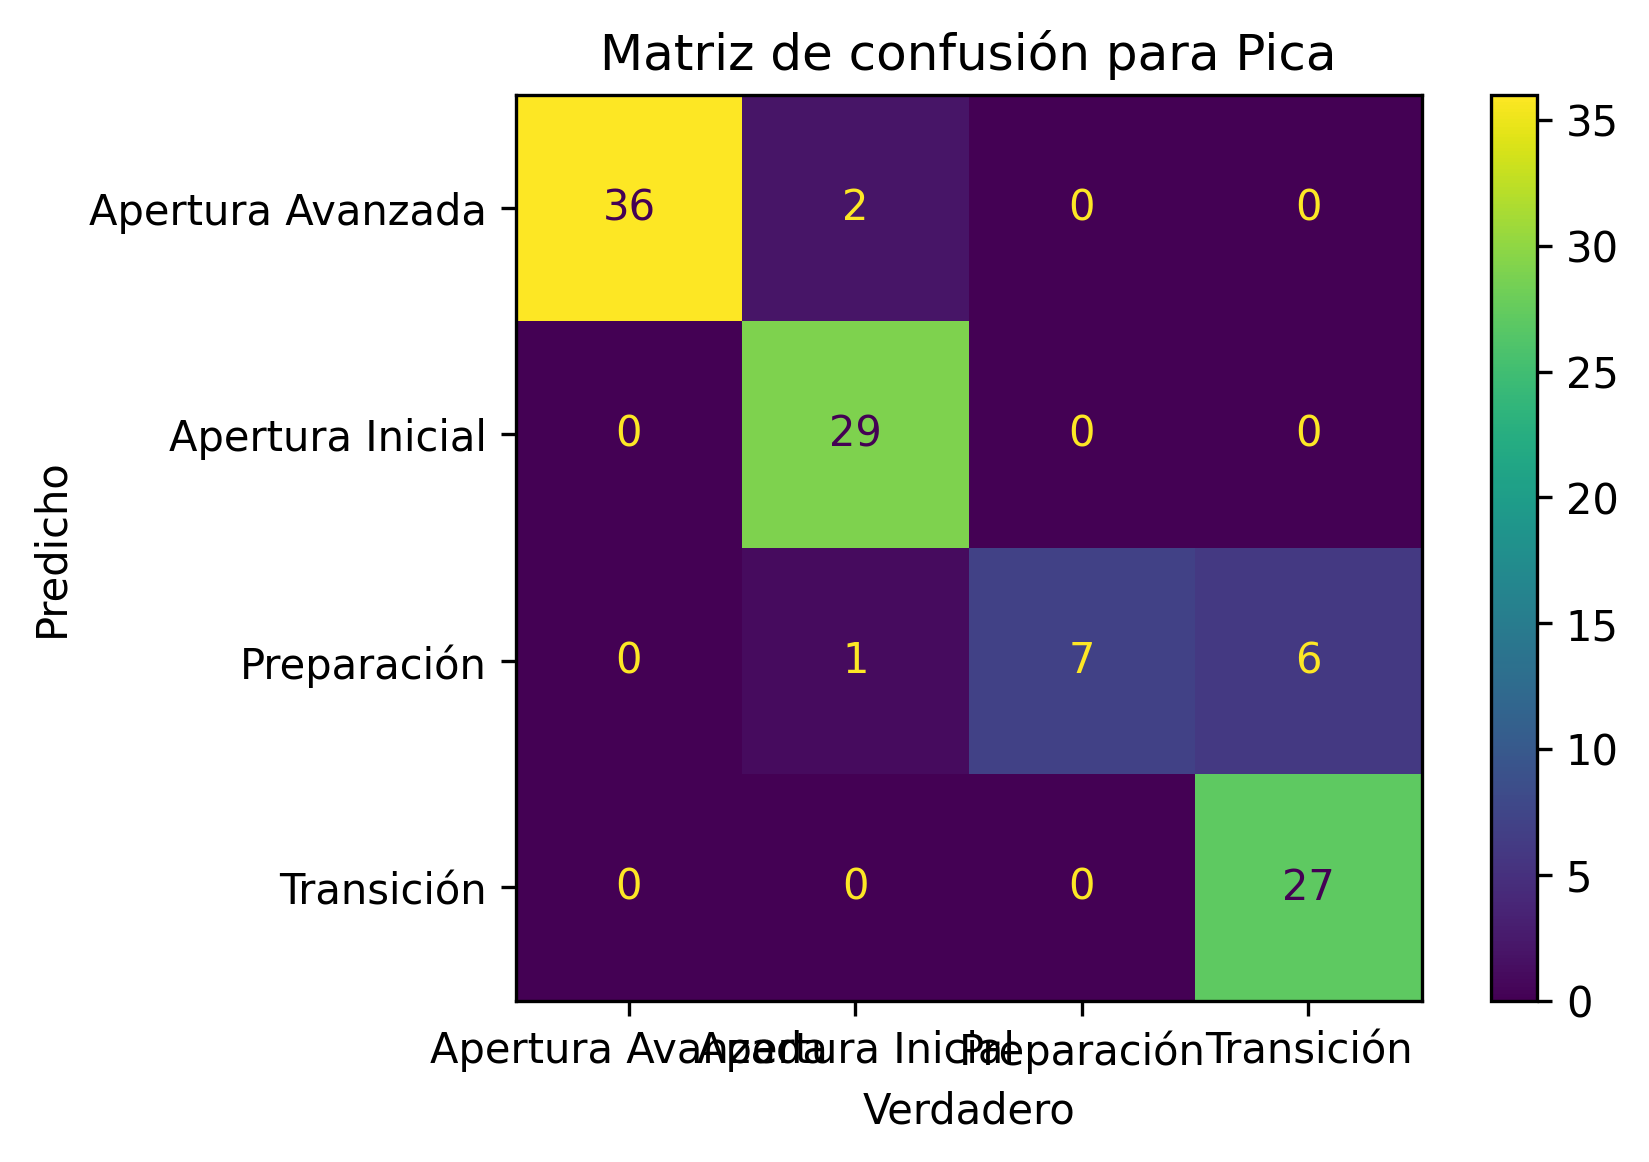 Matriz de confusión para Pica
Apertura Avanzada 36 2 0 0
Apertura Inicial 0 29 0 0
Preparación 0 1 7 6
Transición 0 0 0 27
Apertura Avanzada Apertura Inicial Preparación Transición
Verdadero
Predicho
35
30
25
20
15
10
5
0